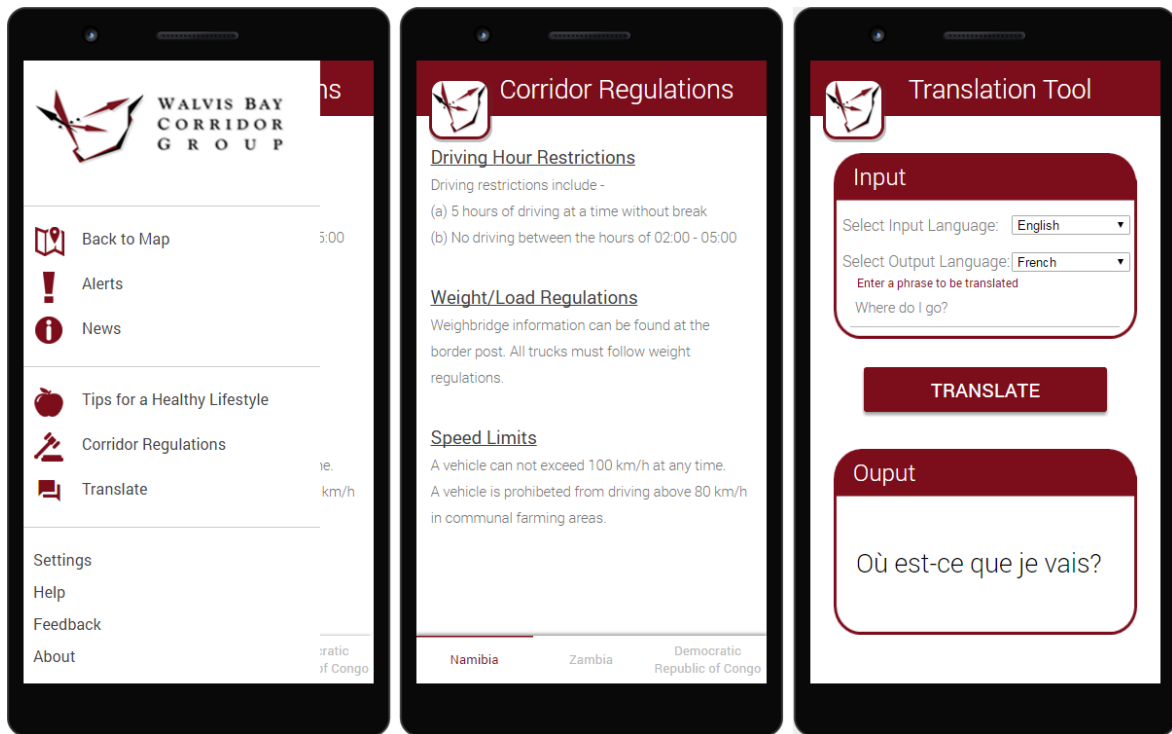 WALVIS BAY
CORRIDOR
GROUP
ns
Back to Map
5:00
Alerts
News
Tips for a Healthy Lifestyle
Corridor Regulations
ne.
Translate
km/h
Settings
Help
Feedback
About
cratic
of Congo
Corridor Regulations
Driving Hour Restrictions
Driving restrictions include -
(a) 5 hours of driving at a time without break
(b) No driving between the hours of 02:00 - 05:00
Weight/Load Regulations
Weighbridge information can be found at the
border post. All trucks must follow weight
regulations.
Speed Limits
A vehicle can not exceed 100 km/h at any time.
A vehicle is prohibeted from driving above 80 km/h
in communal farming areas.
Namibia
Zambia
Democratic
Republic of Congo
Translation Tool
Input
Select Input Language: English
Select Output Language: French
Enter a phrase to be translated
Where do I go?
TRANSLATE
Ouput
Où est-ce que je vais?